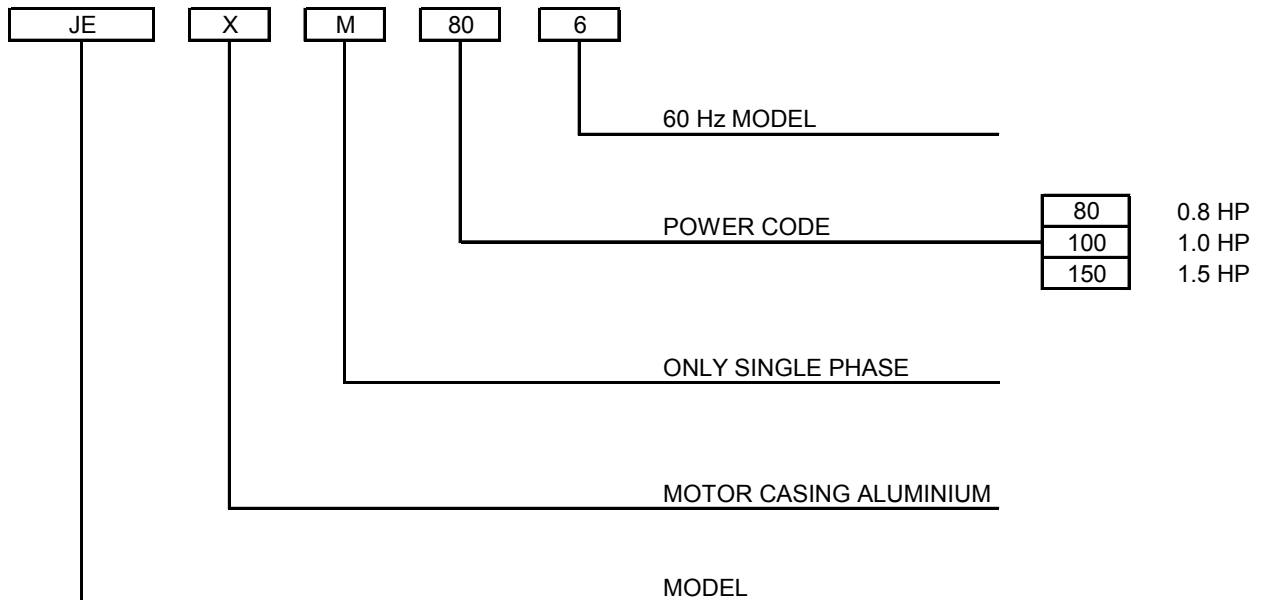 JE X M 80 6
60 Hz MODEL
80 0.8 HP
POWER CODE
100 1.0 HP
150 1.5 HP
ONLY SINGLE PHASE
MOTOR CASING ALUMINIUM
MODEL